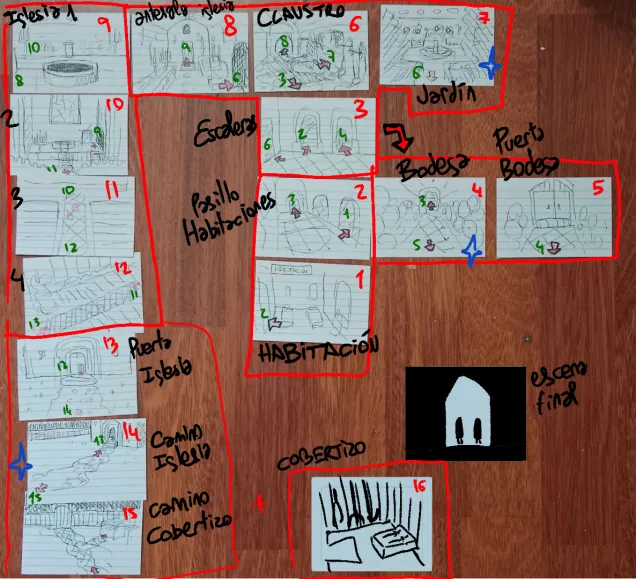 Iglesia 1
9
10
8
antesala iglesia
8
9
6
CLAUSTRO
6
8
7
3
7
6
Jardín
2
10
9
11
Escaleras
3
2
4
6
Bodega
4
3
5
Puerta
Bodega
5
4
3
11
10
12
Pasillo
Habitaciones
2
3
1
4
12
11
13
HABITACIÓN
1
2
HABITACIÓN
13
12
14
Puerta
Iglesia
14
13
15
Camino
Iglesia
15
Camino
Cobertizo
+
COBERTIZO
16
escena
final